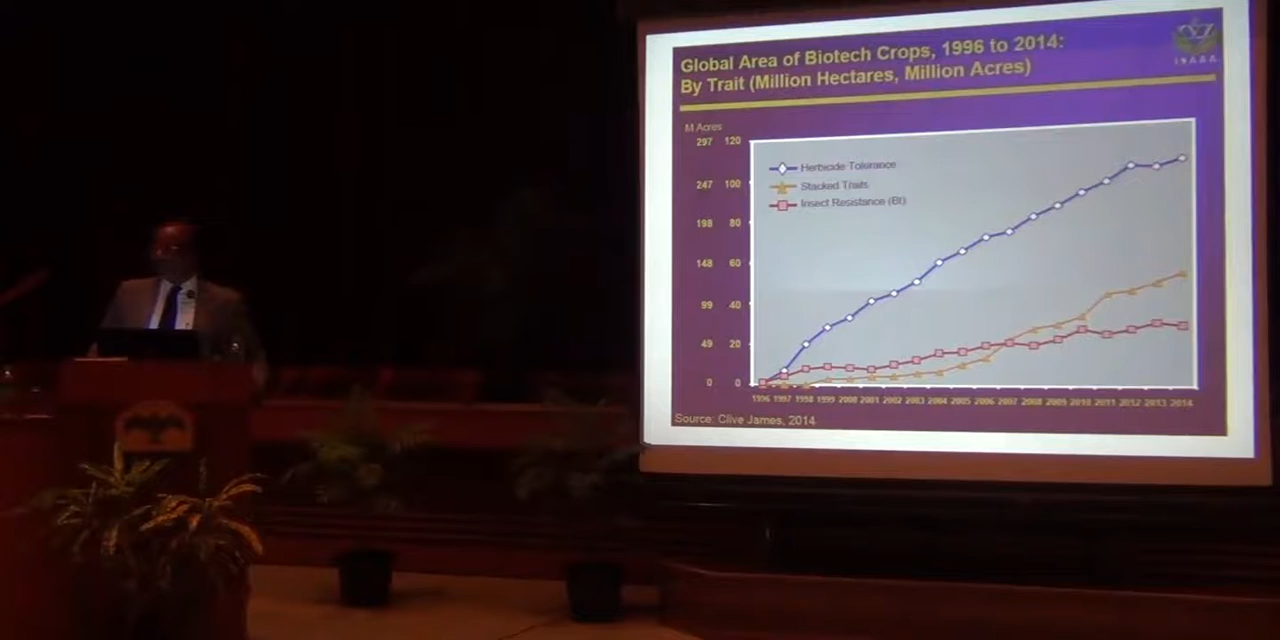 Global Area of Biotech Crops, 1996 to 2014:
By Trait (Million Hectares, Million Acres)
ISAAA
M Acres
297 120
247 100
198 80
148 60
99 40
49 20
0 0
Herbicide Tolerance
Stacked Traits
Insect Resistance (Bt)
1996 1997 1998 1999 2000 2001 2002 2003 2004 2005 2006 2007 2008 2009 2010 2011 2012 2013 2014
Source: Clive James, 2014